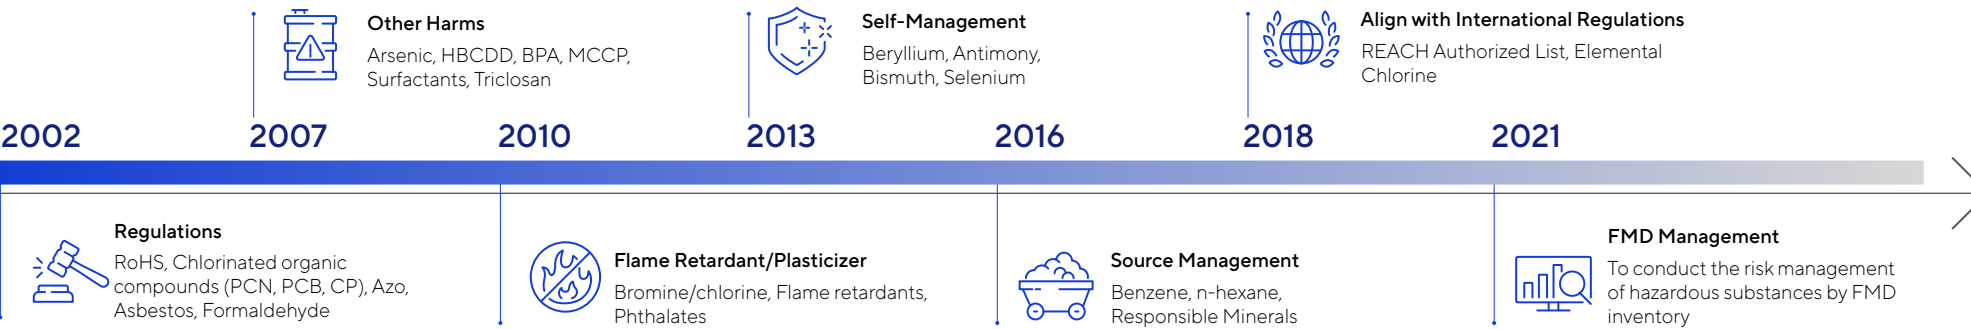 Other Harms
Arsenic, HBCDD, BPA, MCCP,
Surfactants, Triclosan
Self-Management
Beryllium, Antimony,
Bismuth, Selenium
Align with International Regulations
REACH Authorized List, Elemental
Chlorine
2002
2007
2010
2013
2016
2018
2021
Regulations
RoHS, Chlorinated organic
compounds (PCN, PCB, CP), Azo,
Asbestos, Formaldehyde
Flame Retardant/Plasticizer
Bromine/chlorine, Flame retardants,
Phthalates
Source Management
Benzene, n-hexane,
Responsible Minerals
FMD Management
To conduct the risk management
of hazardous substances by FMD
inventory